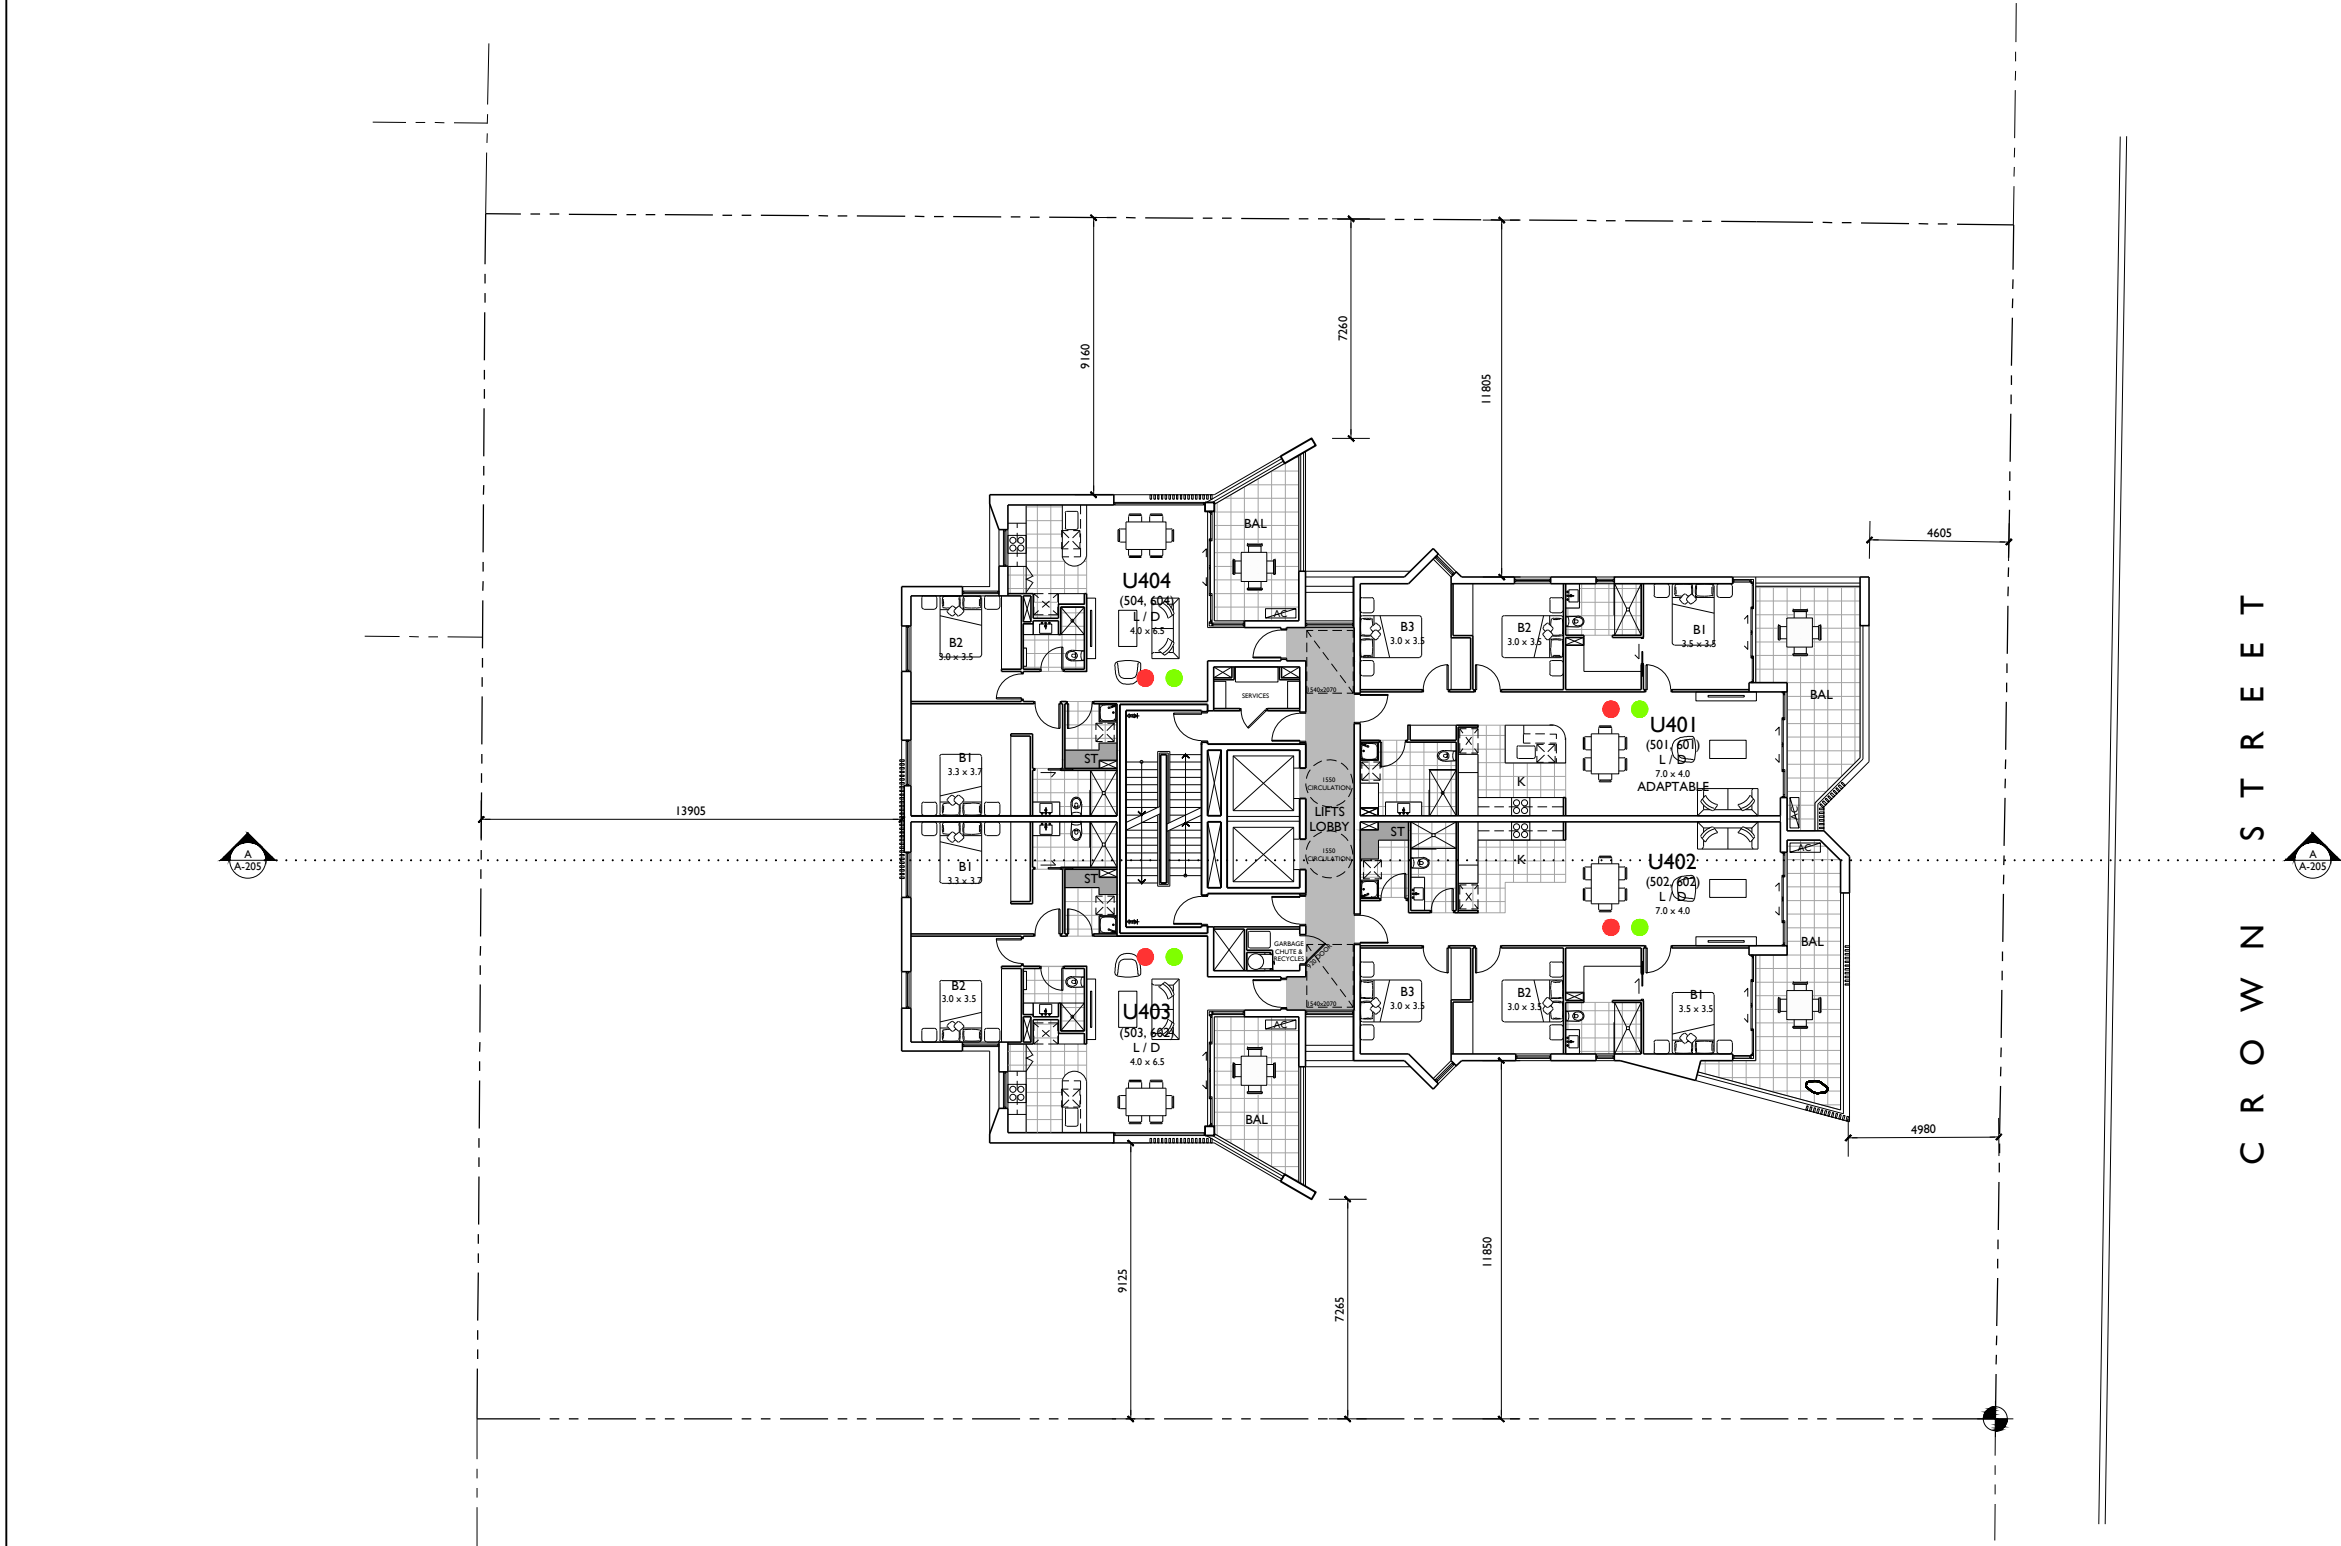 9160
7260
11805
4605
13905
9125
7265
11850
4980
U404
(504, 604)
L / D
4.0 x 6.5
BAL
AC
B2
3.0 x 3.5
B1
3.3 x 3.7
ST
SERVICES
1540x2070
1550
CIRCULATION
LIFTS
LOBBY
1550
CIRCULATION
B1
3.3 x 3.7
ST
B2
3.0 x 3.5
U403
(503, 602)
L / D
4.0 x 6.5
BAL
AC
GARBAGE
CHUTE &
RECYCLES
1540x2070
B3
3.0 x 3.5
B2
3.0 x 3.5
B1
3.5 x 3.5
BAL
AC
U401
(501, 601)
L / D
7.0 x 4.0
ADAPTABLE
K
K
ST
U402
(502, 602)
L / D
7.0 x 4.0
BAL
AC
B3
3.0 x 3.5
B2
3.0 x 3.5
B1
3.5 x 3.5
A
A-205
A
A-205
CROWN STREET